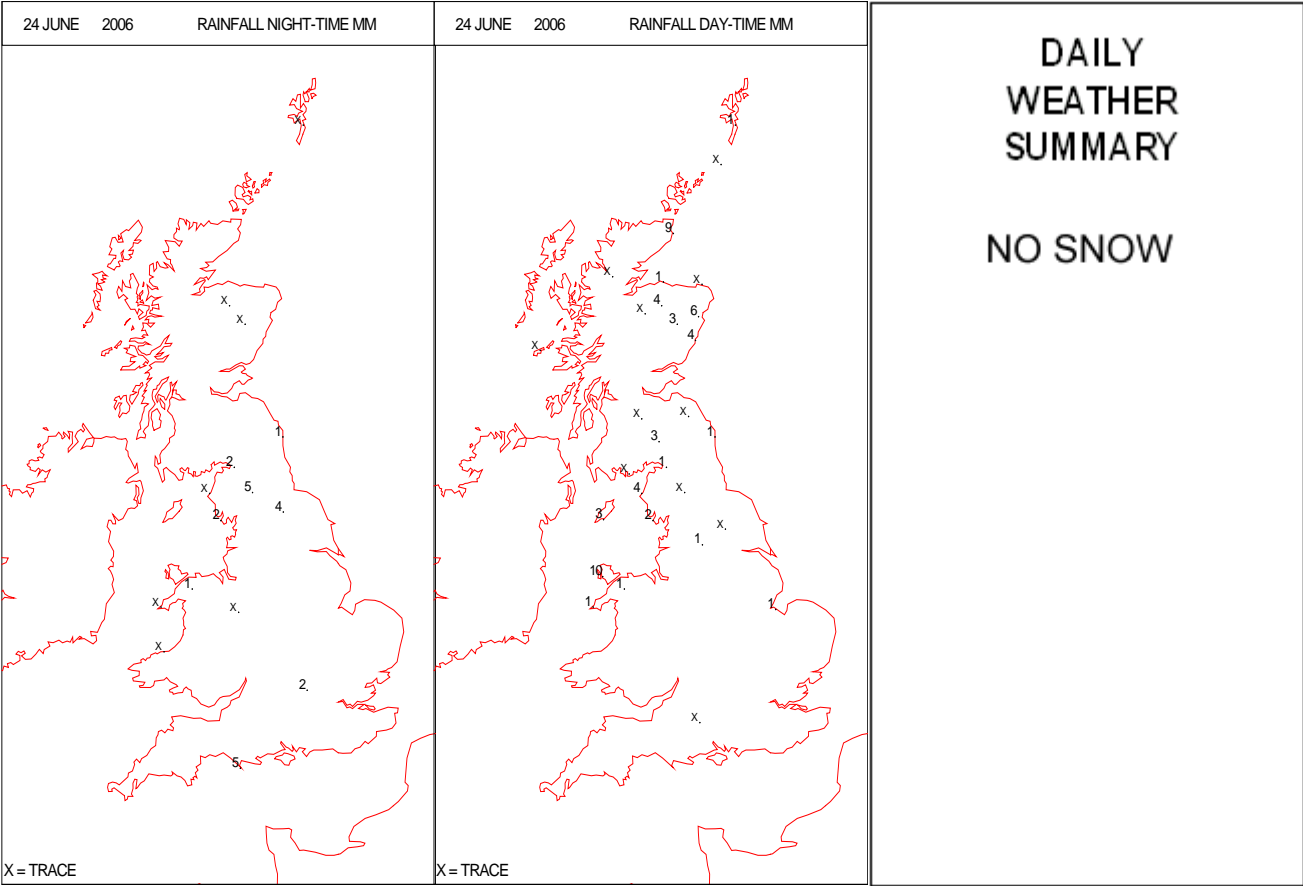 24 JUNE 2006 RAINFALL NIGHT-TIME MM
X
X
X
1
2
X
5
4
2
1
X
X
X
2
5
X = TRACE
24 JUNE 2006 RAINFALL DAY-TIME MM
1
X
9
X
1
X
4
X
6
3
4
X
X
X
1
3
1
X
4
X
3
2
X
1
10
1
1
1
X
X = TRACE
DAILY
WEATHER
SUMMARY
NO SNOW